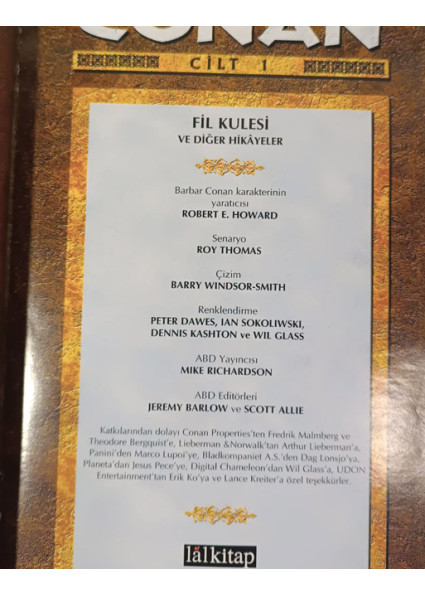 CONAN
CİLT 1
FİL KULESİ
VE DİĞER HİKÂYELER
Barbar Conan karakterinin
yaratıcısı
ROBERT E. HOWARD
Senaryo
ROY THOMAS
Çizim
BARRY WINDSOR-SMITH
Renklendirme
PETER DAWES, IAN SOKOLIWSKI,
DENNIS KASHTON ve WIL GLASS
ABD Yayıncısı
MIKE RICHARDSON
ABD Editörleri
JEREMY BARLOW ve SCOTT ALLIE
Katkılarından dolayı Conan Properties'ten Fredrik Malmberg ve
Theodore Bergquist'e, Lieberman &Norwalk'tan Arthur Lieberman'a,
Panini'den Marco Lupoi'ye, Bladkompaniet A.S.'den Dag Lonsjo'ya,
Planeta'dan Jesus Pece'ye, Digital Chameleon'dan Wil Glass'a, UDON
Entertainment'tan Erik Ko'ya ve Lance Kreiter'a özel teşekkürler.
lâlkitap